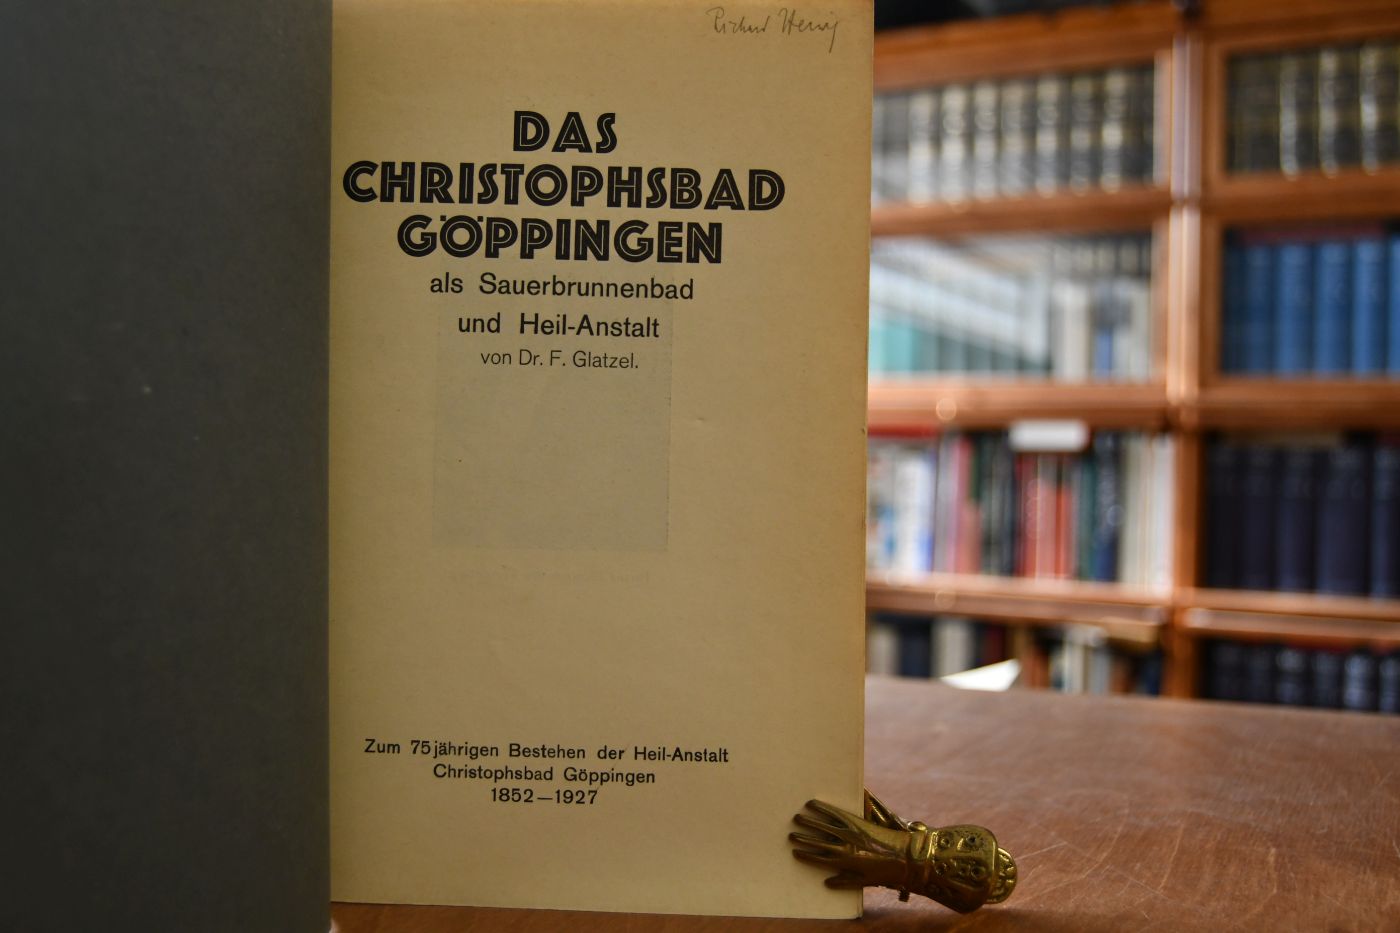 Richard
DAS
CHRISTOPHSBAD
GÖPPINGEN
als Sauerbrunnenbad
und Heil-Anstalt
von Dr. F. Glatzel.
Zum 75jährigen Bestehen der Heil-Anstalt
Christophsbad Göppingen
1852—1927